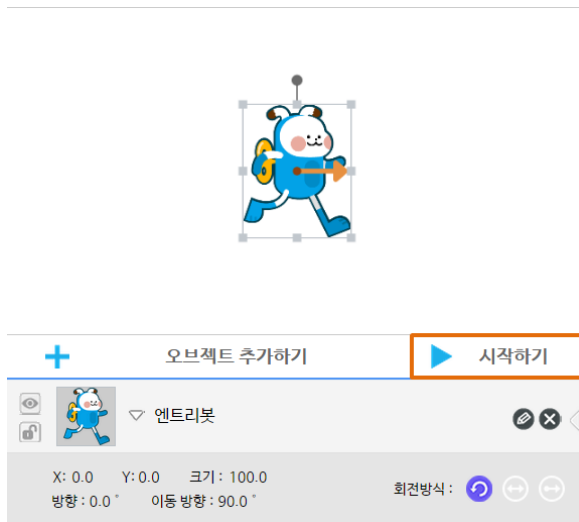 오브젝트 추가하기 시작하기
엔트리봇
X: 0.0 Y: 0.0 크기 : 100.0
방향 : 0.0 ˚ 이동 방향 : 90.0 ˚ 회전방식 :